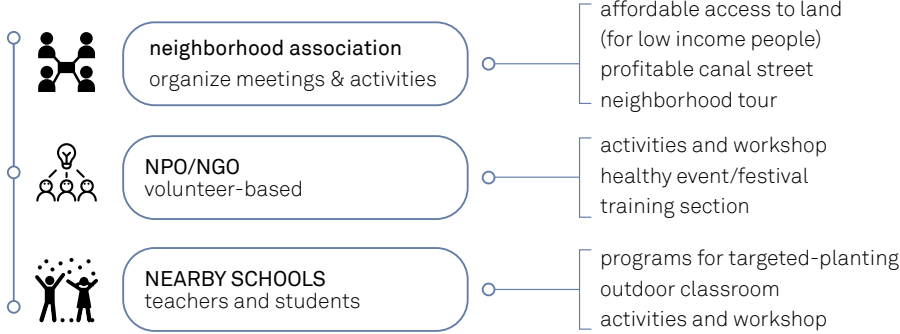 neighborhood association
organize meetings & activities
affordable access to land
(for low income people)
profitable canal street
neighborhood tour
NPO/NGO
volunteer-based
activities and workshop
healthy event/festival
training section
NEARBY SCHOOLS
teachers and students
programs for targeted-planting
outdoor classroom
activities and workshop